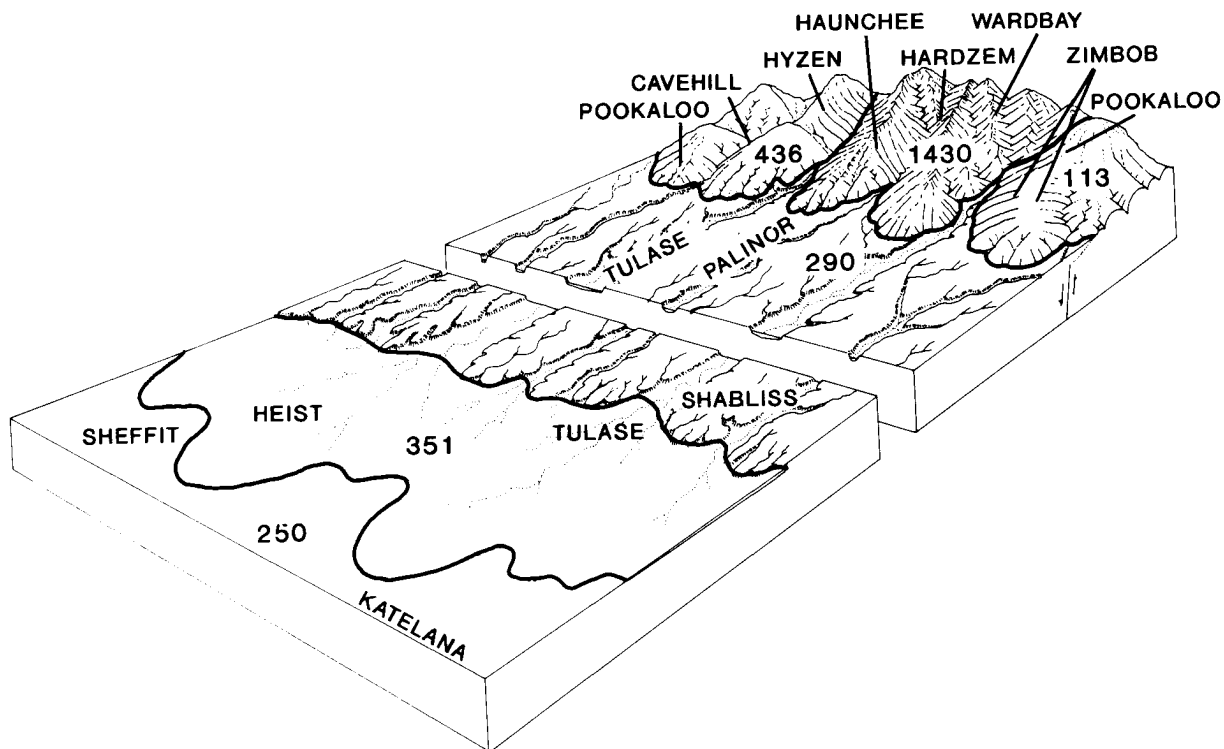 HAUNCHEE
WARDBAY
HYZEN
HARDZEM
ZIMBOB
CAVEHILL
POOKALOO
POOKALOO
436
1430
113
TULASE
PALINOR
290
SHEFFIT
HEIST
351
TULASE
SHABLISS
250
KATELANA